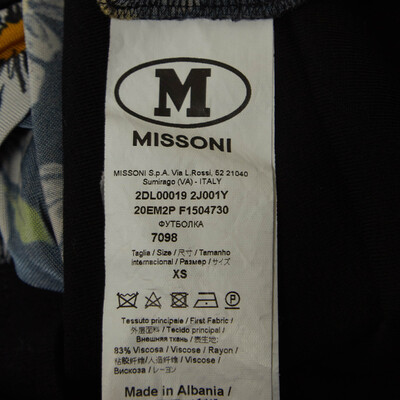 M
MISSONI
MISSONI S.p.A. Via L.Rossi, 52 21040
Sumirago (VA) - ITALY
2DL00019 2J001Y
20EM2P F1504730
ФУТБОЛКА
7098
Taglia / Size / 尺寸 / Tamanho
internacional / Размер / サイズ
XS
Tessuto principale / First Fabric /
外部面料 / Tecido principal /
Внешняя ткань / 表生地:
83% Viscosa / Viscose / Rayon /
粘胶纤维/人造纤维 / Viscose /
Вискоза / レーヨン
Made in Albania /